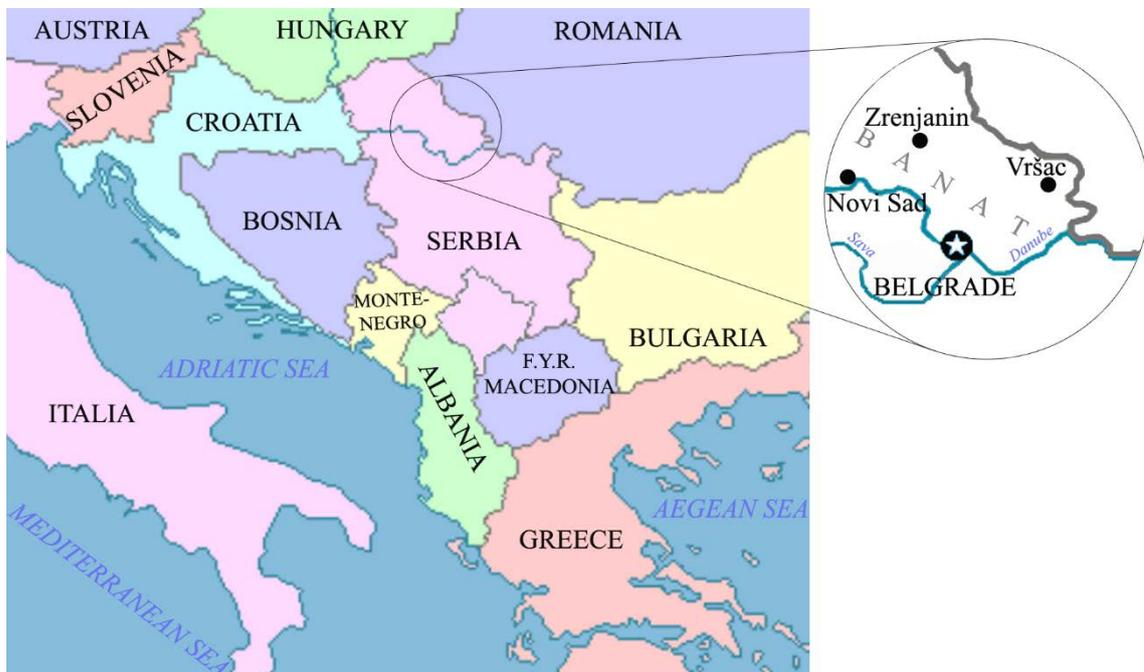 AUSTRIA
HUNGARY
ROMANIA
SLOVENIA
CROATIA
BOSNIA
SERBIA
MONTE-
NEGRO
BULGARIA
F.Y.R.
MACEDONIA
ALBANIA
ADRIATIC SEA
ITALIA
AEGEAN SEA
GREECE
MEDITERRANEAN SEA
Zrenjanin
BANAT
Vršac
Novi Sad
Sava
Danube
BELGRADE